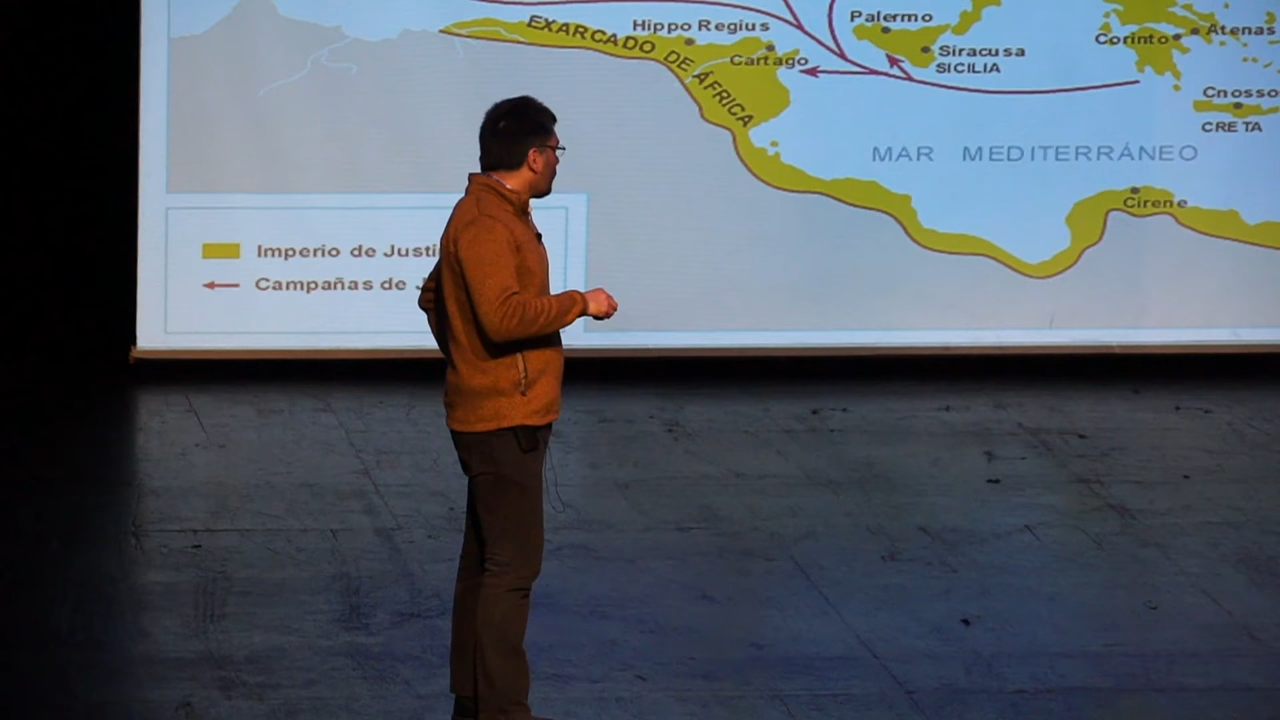 EXARCADO DE ÁFRICA
Hippo Regius
Cartago
Palermo
Siracusa
SICILIA
Corinto
Atenas
Cnosso
CRETA
MAR MEDITERRÁNEO
Cirene
Imperio de Justi
Campañas de